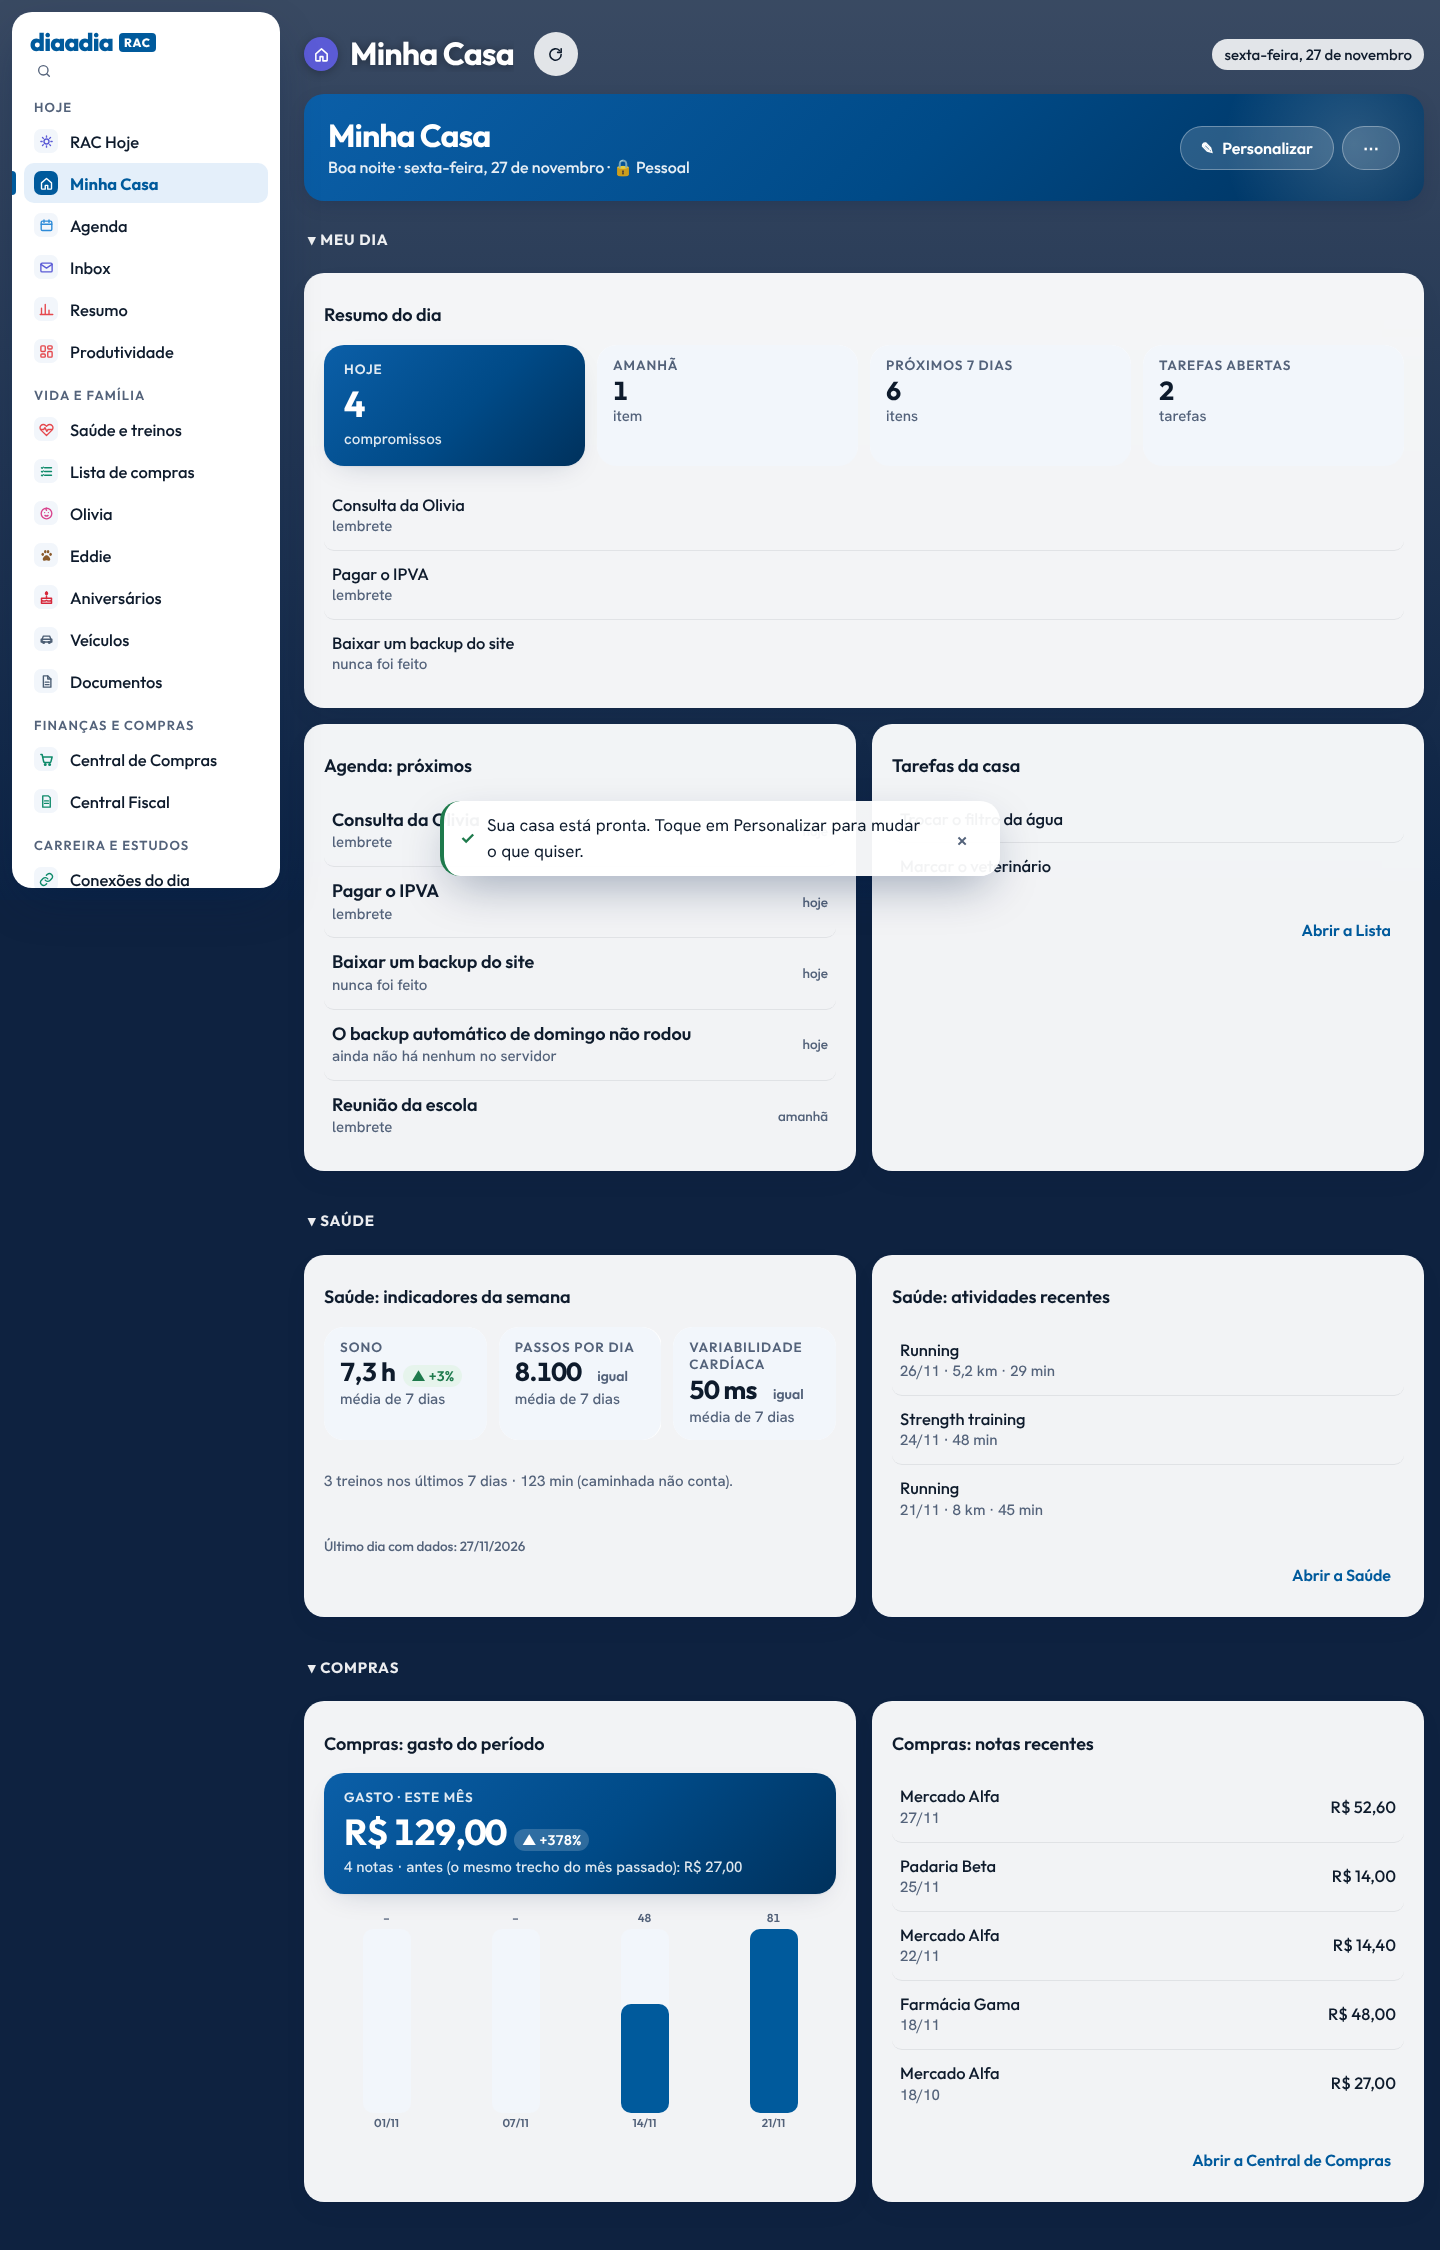 diaadia RAC
HOJE
RAC Hoje
Minha Casa
Agenda
Inbox
Resumo
Produtividade
VIDA E FAMÍLIA
Saúde e treinos
Lista de compras
Olivia
Eddie
Aniversários
Veículos
Documentos
FINANÇAS E COMPRAS
Central de Compras
Central Fiscal
CARREIRA E ESTUDOS
Conexões do dia
Minha Casa
sexta-feira, 27 de novembro
Minha Casa
Boa noite · sexta-feira, 27 de novembro · 🔒 Pessoal
✎ Personalizar
⋯
▾ MEU DIA
Resumo do dia
HOJE
4
compromissos
AMANHÃ
1
item
PRÓXIMOS 7 DIAS
6
itens
TAREFAS ABERTAS
2
tarefas
Consulta da Olivia
lembrete
Pagar o IPVA
lembrete
Baixar um backup do site
nunca foi feito
Agenda: próximos
Consulta da Olivia
lembrete
Pagar o IPVA
lembrete
hoje
Baixar um backup do site
nunca foi feito
hoje
O backup automático de domingo não rodou
ainda não há nenhum no servidor
hoje
Reunião da escola
lembrete
amanhã
Tarefas da casa
Trocar o filtro da água
Marcar o veterinário
Abrir a Lista
✓ Sua casa está pronta. Toque em Personalizar para mudar
o que quiser.
×
▾ SAÚDE
Saúde: indicadores da semana
SONO
7,3 h ▲ +3%
média de 7 dias
PASSOS POR DIA
8.100 igual
média de 7 dias
VARIABILIDADE
CARDÍACA
50 ms igual
média de 7 dias
3 treinos nos últimos 7 dias · 123 min (caminhada não conta).
Último dia com dados: 27/11/2026
Saúde: atividades recentes
Running
26/11 · 5,2 km · 29 min
Strength training
24/11 · 48 min
Running
21/11 · 8 km · 45 min
Abrir a Saúde
▾ COMPRAS
Compras: gasto do período
GASTO · ESTE MÊS
R$ 129,00 ▲ +378%
4 notas · antes (o mesmo trecho do mês passado): R$ 27,00
– – 48 81
01/11 07/11 14/11 21/11
Compras: notas recentes
Mercado Alfa
27/11
R$ 52,60
Padaria Beta
25/11
R$ 14,00
Mercado Alfa
22/11
R$ 14,40
Farmácia Gama
18/11
R$ 48,00
Mercado Alfa
18/10
R$ 27,00
Abrir a Central de Compras